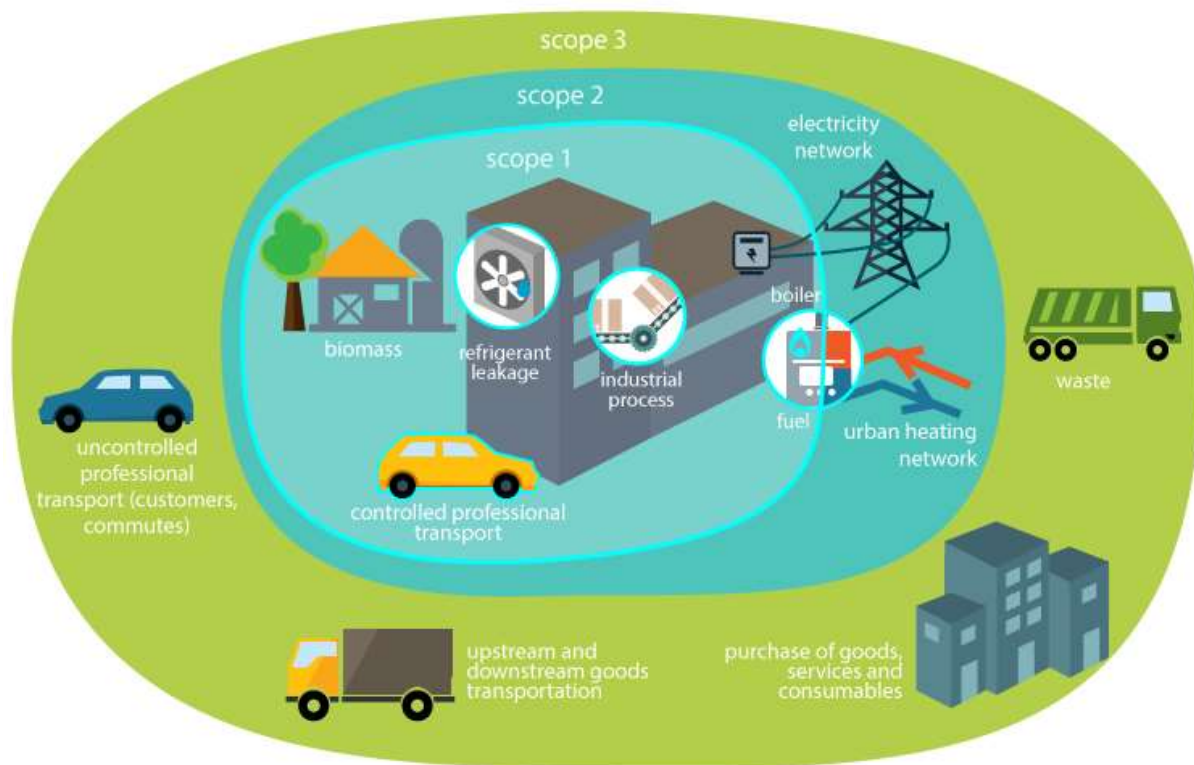 scope 3
scope 2
scope 1
electricity
network
biomass
refrigerant
leakage
industrial
process
boiler
fuel
urban heating
network
waste
uncontrolled
professional
transport (customers,
commutes)
controlled professional
transport
upstream and
downstream goods
transportation
purchase of goods,
services and
consumables